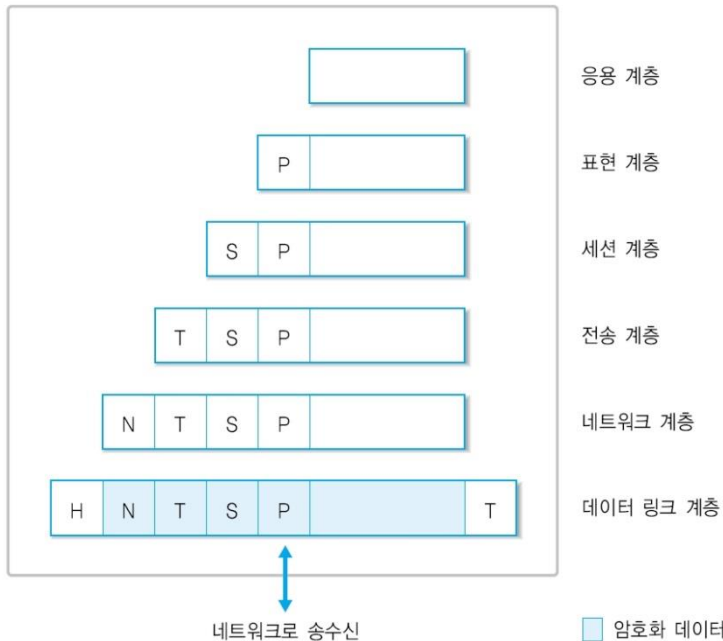 응용 계층
P
표현 계층
S P
세션 계층
T S P
전송 계층
N T S P
네트워크 계층
H N T S P T
데이터 링크 계층
네트워크로 송수신
암호화 데이터